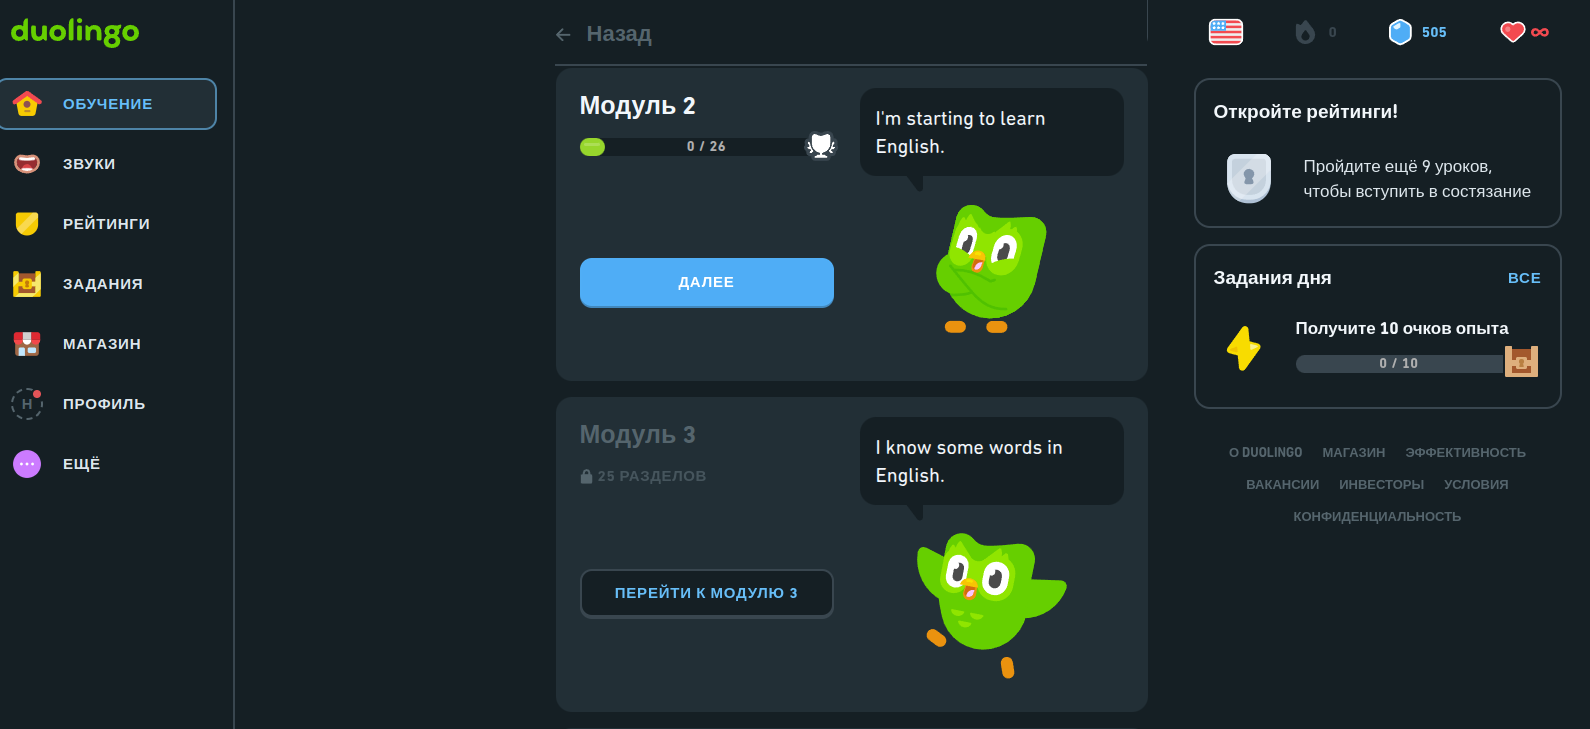 duolingo
ОБУЧЕНИЕ
ЗВУКИ
РЕЙТИНГИ
ЗАДАНИЯ
МАГАЗИН
Н
ПРОФИЛЬ
ЕЩЁ
Назад
Модуль 2
0 / 26
I'm starting to learn
English.
ДАЛЕЕ
Модуль 3
25 РАЗДЕЛОВ
I know some words in
English.
ПЕРЕЙТИ К МОДУЛЮ 3
0
505
∞
Откройте рейтинги!
Пройдите ещё 9 уроков,
чтобы вступить в состязание
Задания дня
ВСЕ
Получите 10 очков опыта
0 / 10
О DUOLINGO МАГАЗИН ЭФФЕКТИВНОСТЬ
ВАКАНСИИ ИНВЕСТОРЫ УСЛОВИЯ
КОНФИДЕНЦИАЛЬНОСТЬ